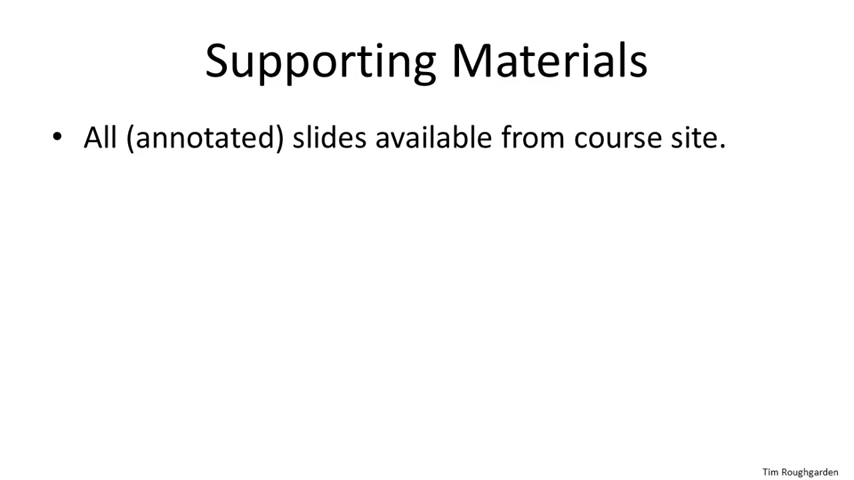 Supporting Materials
• All (annotated) slides available from course site.
Tim Roughgarden